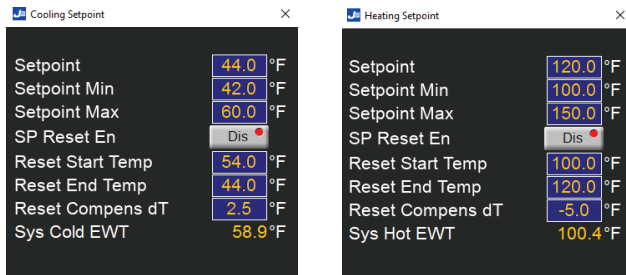 Cooling Setpoint
Setpoint 44.0 °F
Setpoint Min 42.0 °F
Setpoint Max 60.0 °F
SP Reset En Dis
Reset Start Temp 54.0 °F
Reset End Temp 44.0 °F
Reset Compens dT 2.5 °F
Sys Cold EWT 58.9 °F
Heating Setpoint
Setpoint 120.0 °F
Setpoint Min 100.0 °F
Setpoint Max 150.0 °F
SP Reset En Dis
Reset Start Temp 100.0 °F
Reset End Temp 120.0 °F
Reset Compens dT -5.0 °F
Sys Hot EWT 100.4 °F